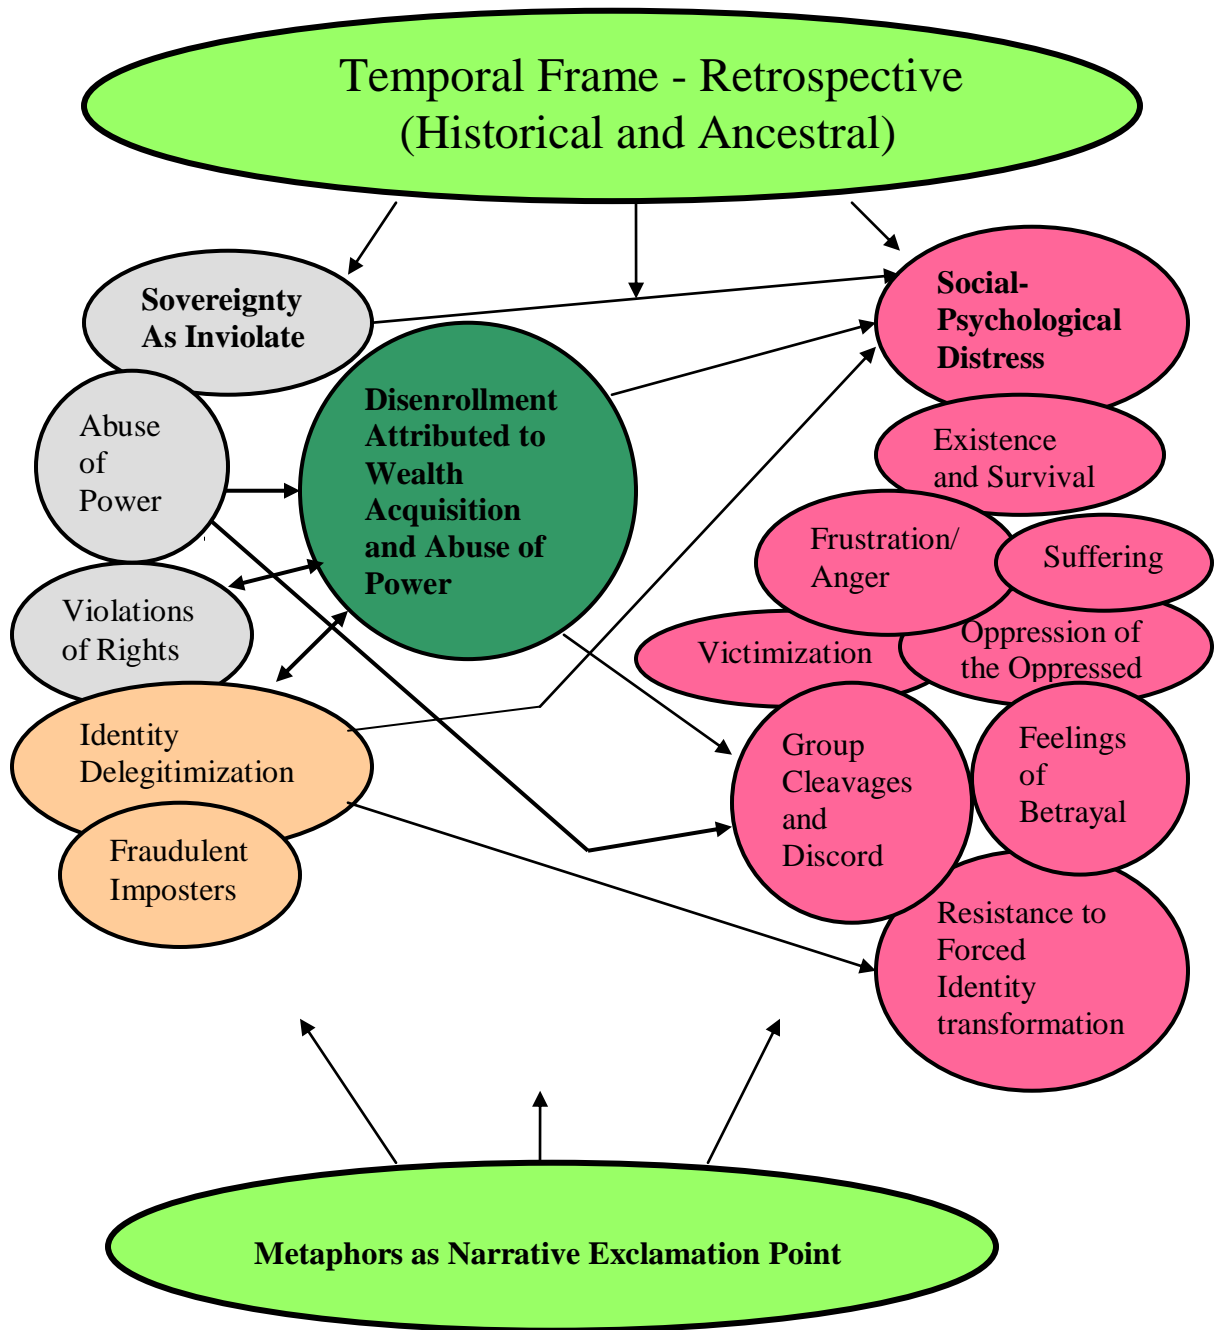 Temporal Frame - Retrospective
(Historical and Ancestral)
Sovereignty
As Inviolate
Abuse
of
Power
Violations
of Rights
Identity
Delegitimization
Fraudulent
Imposters
Disenrollment
Attributed to
Wealth
Acquisition
and Abuse of
Power
Social-
Psychological
Distress
Existence
and Survival
Frustration/
Anger
Suffering
Victimization
Oppression of
the Oppressed
Group
Cleavages
and
Discord
Feelings
of
Betrayal
Resistance to
Forced
Identity
transformation
Metaphors as Narrative Exclamation Point